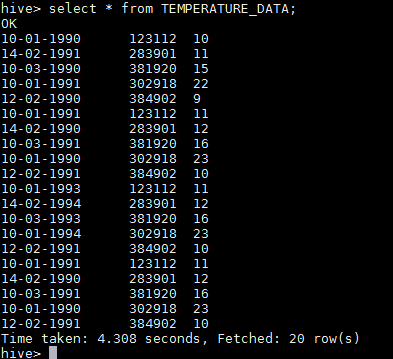 hive> select * from TEMPERATURE_DATA;
OK
10-01-1990      123112  10
14-02-1991      283901  11
10-03-1990      381920  15
10-01-1991      302918  22
12-02-1990      384902  9
10-01-1991      123112  11
14-02-1990      283901  12
10-03-1991      381920  16
10-01-1990      302918  23
12-02-1991      384902  10
10-01-1993      123112  11
14-02-1994      283901  12
10-03-1993      381920  16
10-01-1994      302918  23
12-02-1991      384902  10
10-01-1991      123112  11
14-02-1990      283901  12
10-03-1991      381920  16
10-01-1990      302918  23
12-02-1991      384902  10
Time taken: 4.308 seconds, Fetched: 20 row(s)
hive>